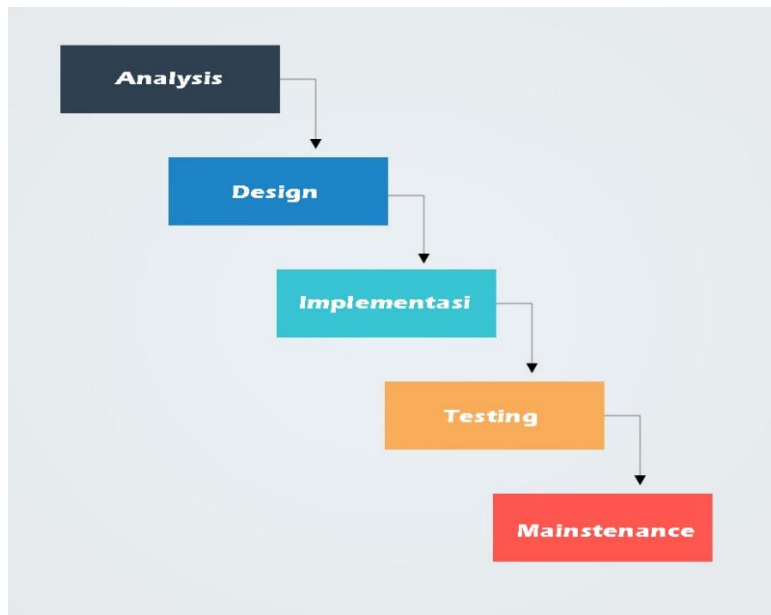 Analysis
Design
Implementasi
Testing
Mainstenance